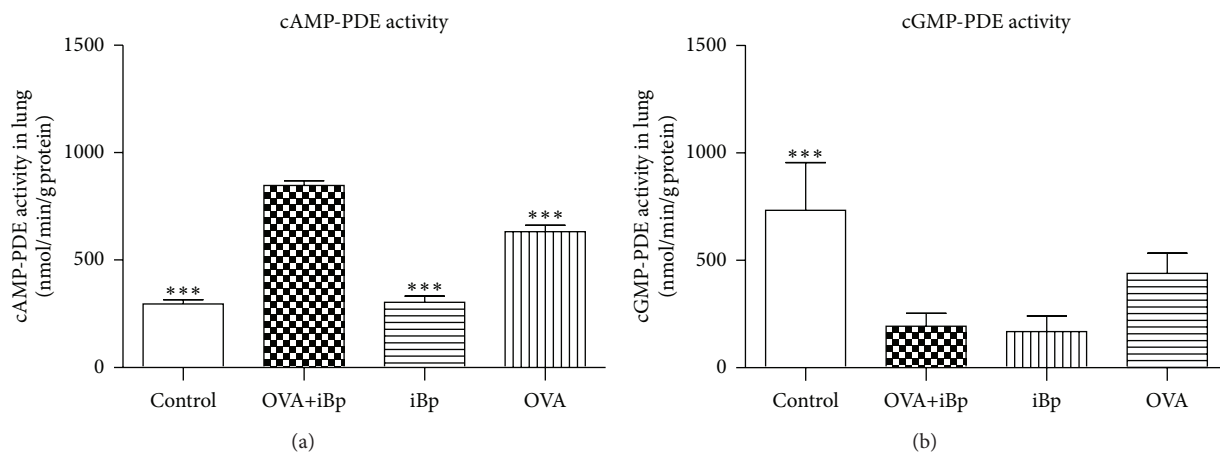 cAMP-PDE activity
cAMP-PDE activity in lung
(nmol/min/g protein)
1500
1000
500
0
***
***
***
Control
OVA+iBp
iBp
OVA
(a)
cGMP-PDE activity
cGMP-PDE activity in lung
(nmol/min/g protein)
1500
1000
500
0
***
Control
OVA+iBp
iBp
OVA
(b)